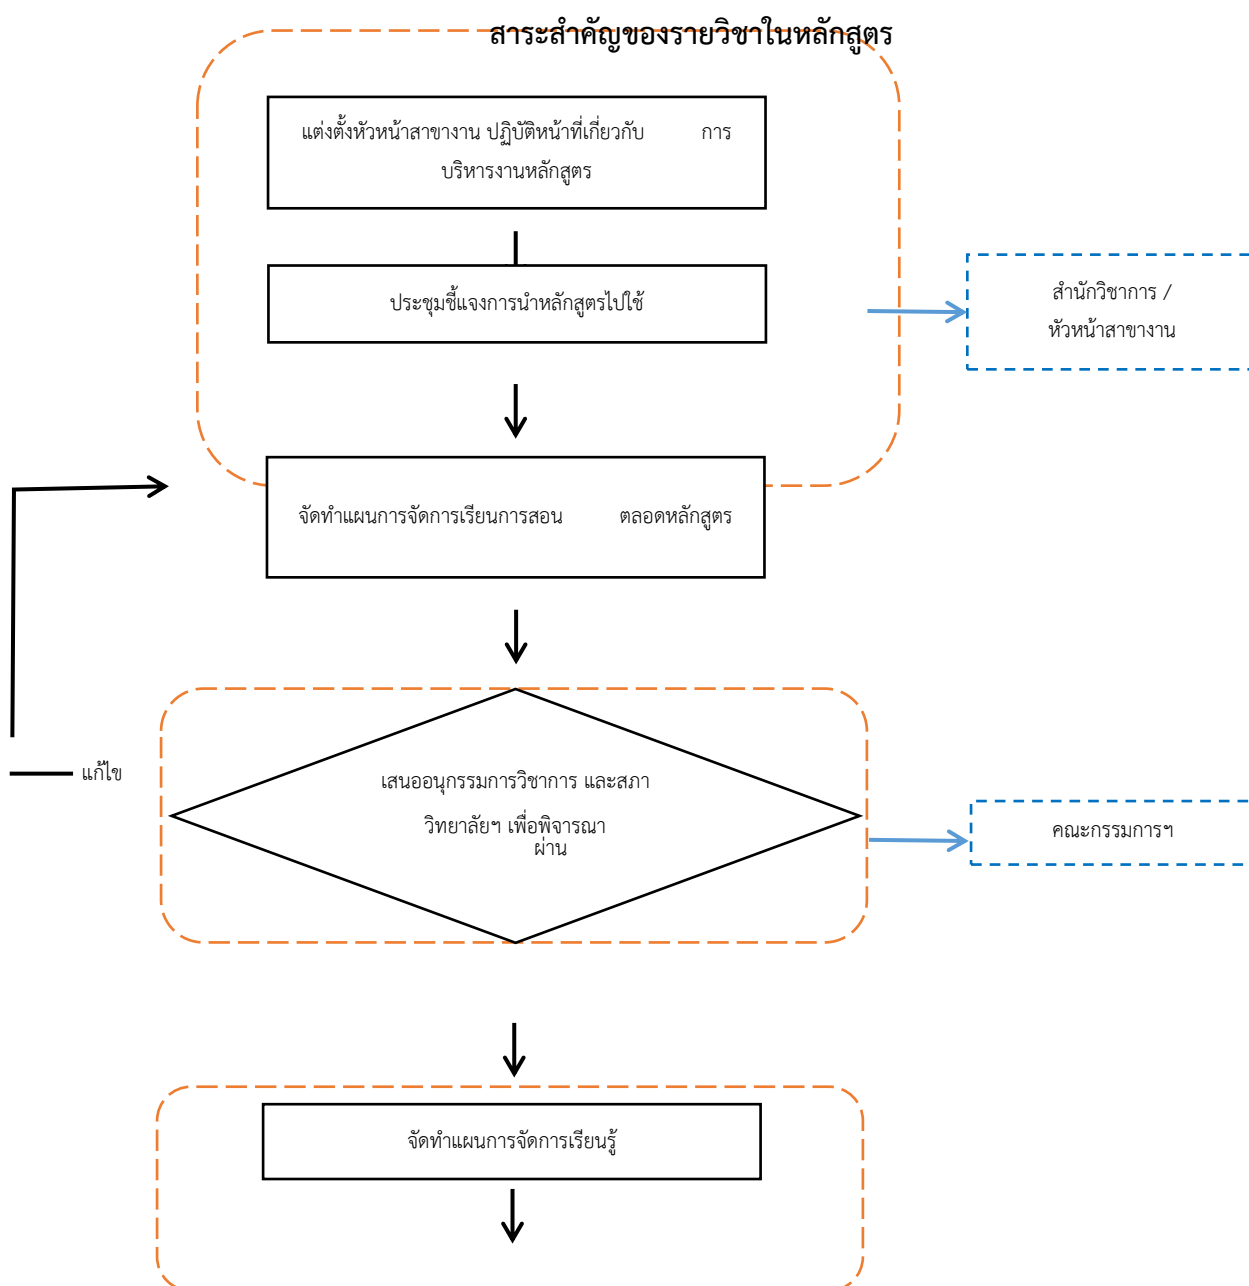 สาระสำคัญของรายวิชาในหลักสูตร
แต่งตั้งหัวหน้าสาขางาน ปฏิบัติหน้าที่เกี่ยวกับ การ
บริหารงานหลักสูตร
ประชุมชี้แจงการนำหลักสูตรไปใช้
สำนักวิชาการ /
หัวหน้าสาขางาน
จัดทำแผนการจัดการเรียนการสอน ตลอดหลักสูตร
แก้ไข
เสนออนุกรรมการวิชาการ และสภา
วิทยาลัยฯ เพื่อพิจารณา
ผ่าน
คณะกรรมการฯ
จัดทำแผนการจัดการเรียนรู้